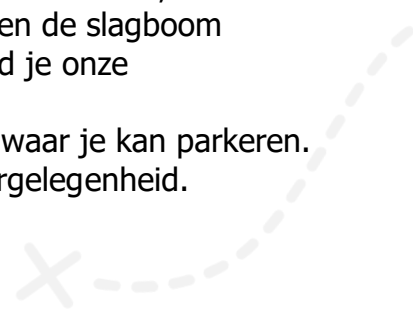 en de slagboom
d je onze
waar je kan parkeren.
rgelegenheid.